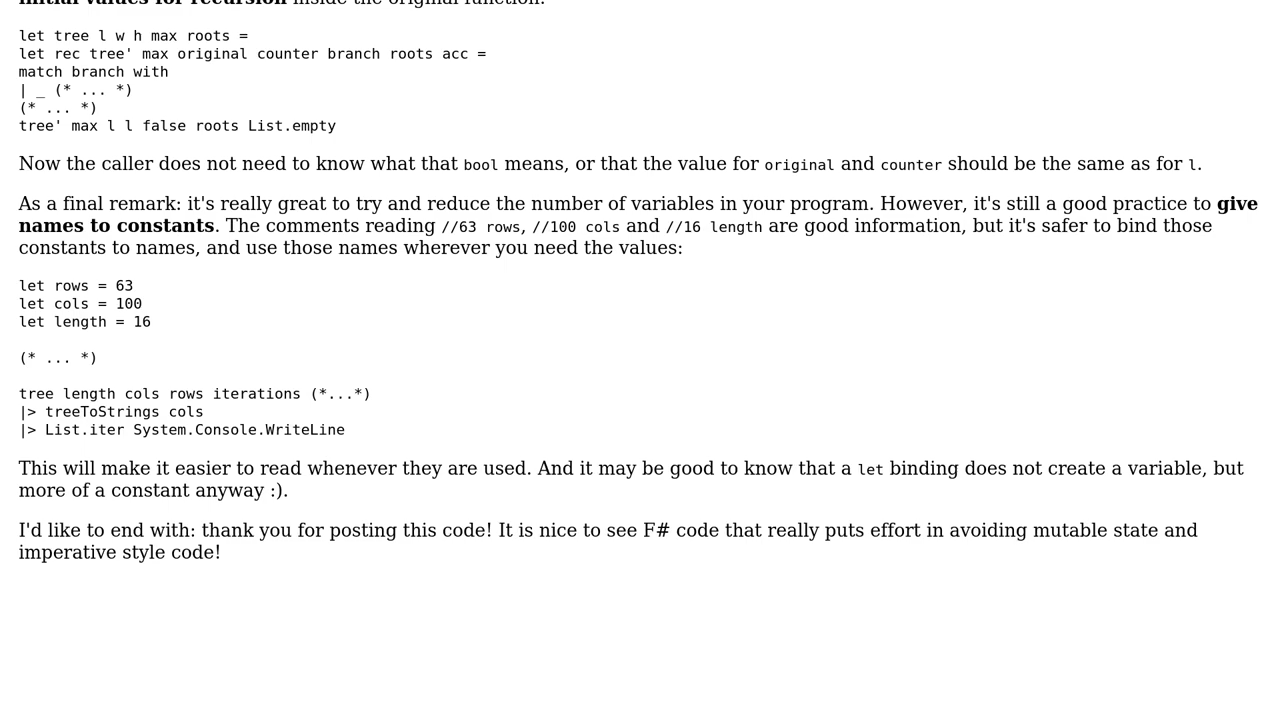 initial values for recursion inside the original function:
let tree l w h max roots =
let rec tree' max original counter branch roots acc =
match branch with
| _ (* ... *)
(* ... *)
tree' max l l false roots List.empty
Now the caller does not need to know what that bool means, or that the value for original and counter should be the same as for l.
As a final remark: it's really great to try and reduce the number of variables in your program. However, it's still a good practice to give
names to constants. The comments reading //63 rows, //100 cols and //16 length are good information, but it's safer to bind those
constants to names, and use those names wherever you need the values:
let rows = 63
let cols = 100
let length = 16
(* ... *)
tree length cols rows iterations (*...*)
|> treeToStrings cols
|> List.iter System.Console.WriteLine
This will make it easier to read whenever they are used. And it may be good to know that a let binding does not create a variable, but
more of a constant anyway :).
I'd like to end with: thank you for posting this code! It is nice to see F# code that really puts effort in avoiding mutable state and
imperative style code!